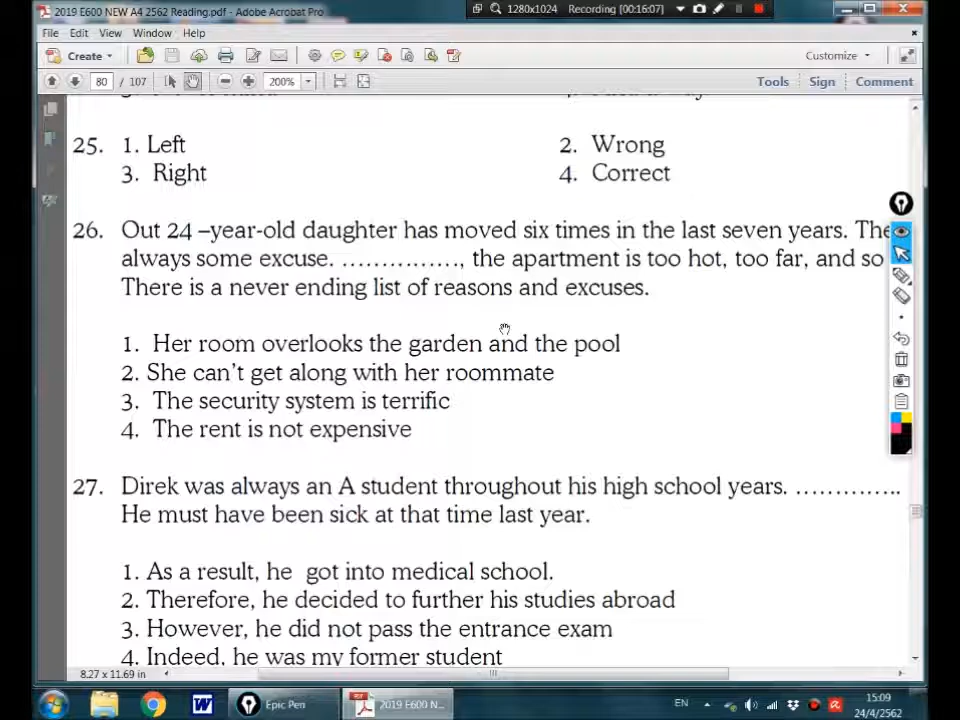 2019 E600 NEW A4 2562 Reading.pdf - Adobe Acrobat Pro
1280x1024 Recording [00:16:07]
File Edit View Window Help
Create Customize
80 / 107 200% Tools Sign Comment
25. 1. Left 2. Wrong
3. Right 4. Correct
26. Out 24 –year-old daughter has moved six times in the last seven years. The
always some excuse. ……………, the apartment is too hot, too far, and so
There is a never ending list of reasons and excuses.
1. Her room overlooks the garden and the pool
2. She can’t get along with her roommate
3. The security system is terrific
4. The rent is not expensive
27. Direk was always an A student throughout his high school years. …………..
He must have been sick at that time last year.
1. As a result, he got into medical school.
2. Therefore, he decided to further his studies abroad
3. However, he did not pass the entrance exam
4. Indeed, he was my former student
8.27 x 11.69 in
Epic Pen 2019 E600 N... EN 15:09
24/4/2562